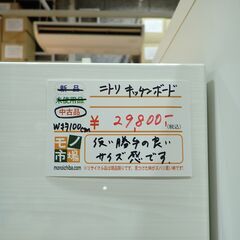 新品
ニトリ キッチンボード
未使用品
中古品
¥29,800-
(税込)
モノ市場
monoichiba.com
使い勝手の良い
サイズ感です。